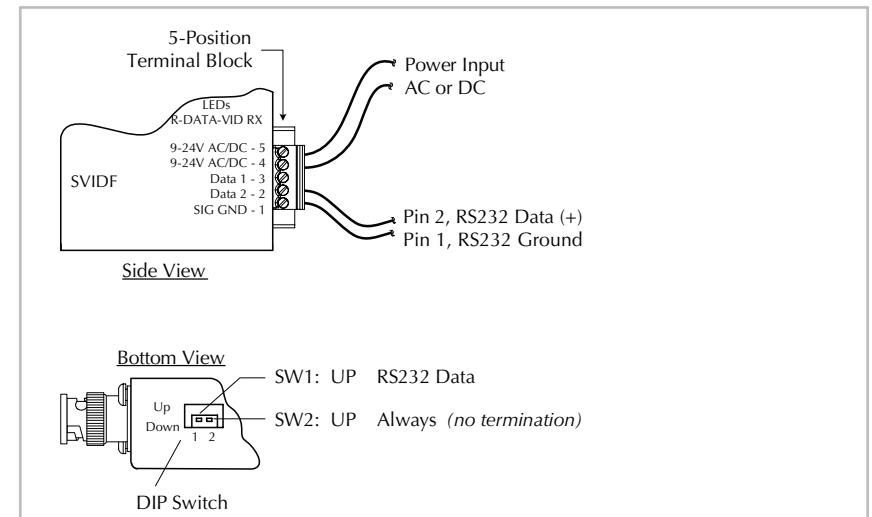 5-Position
Terminal Block
Power Input
AC or DC
LEDs
R-DATA-VID RX
9-24V AC/DC - 5
9-24V AC/DC - 4
Data 1 - 3
Data 2 - 2
SIG GND - 1
SVIDF
Pin 2, RS232 Data (+)
Pin 1, RS232 Ground
Side View
Bottom View
SW1: UP RS232 Data
SW2: UP Always (no termination)
Up
Down
1 2
DIP Switch